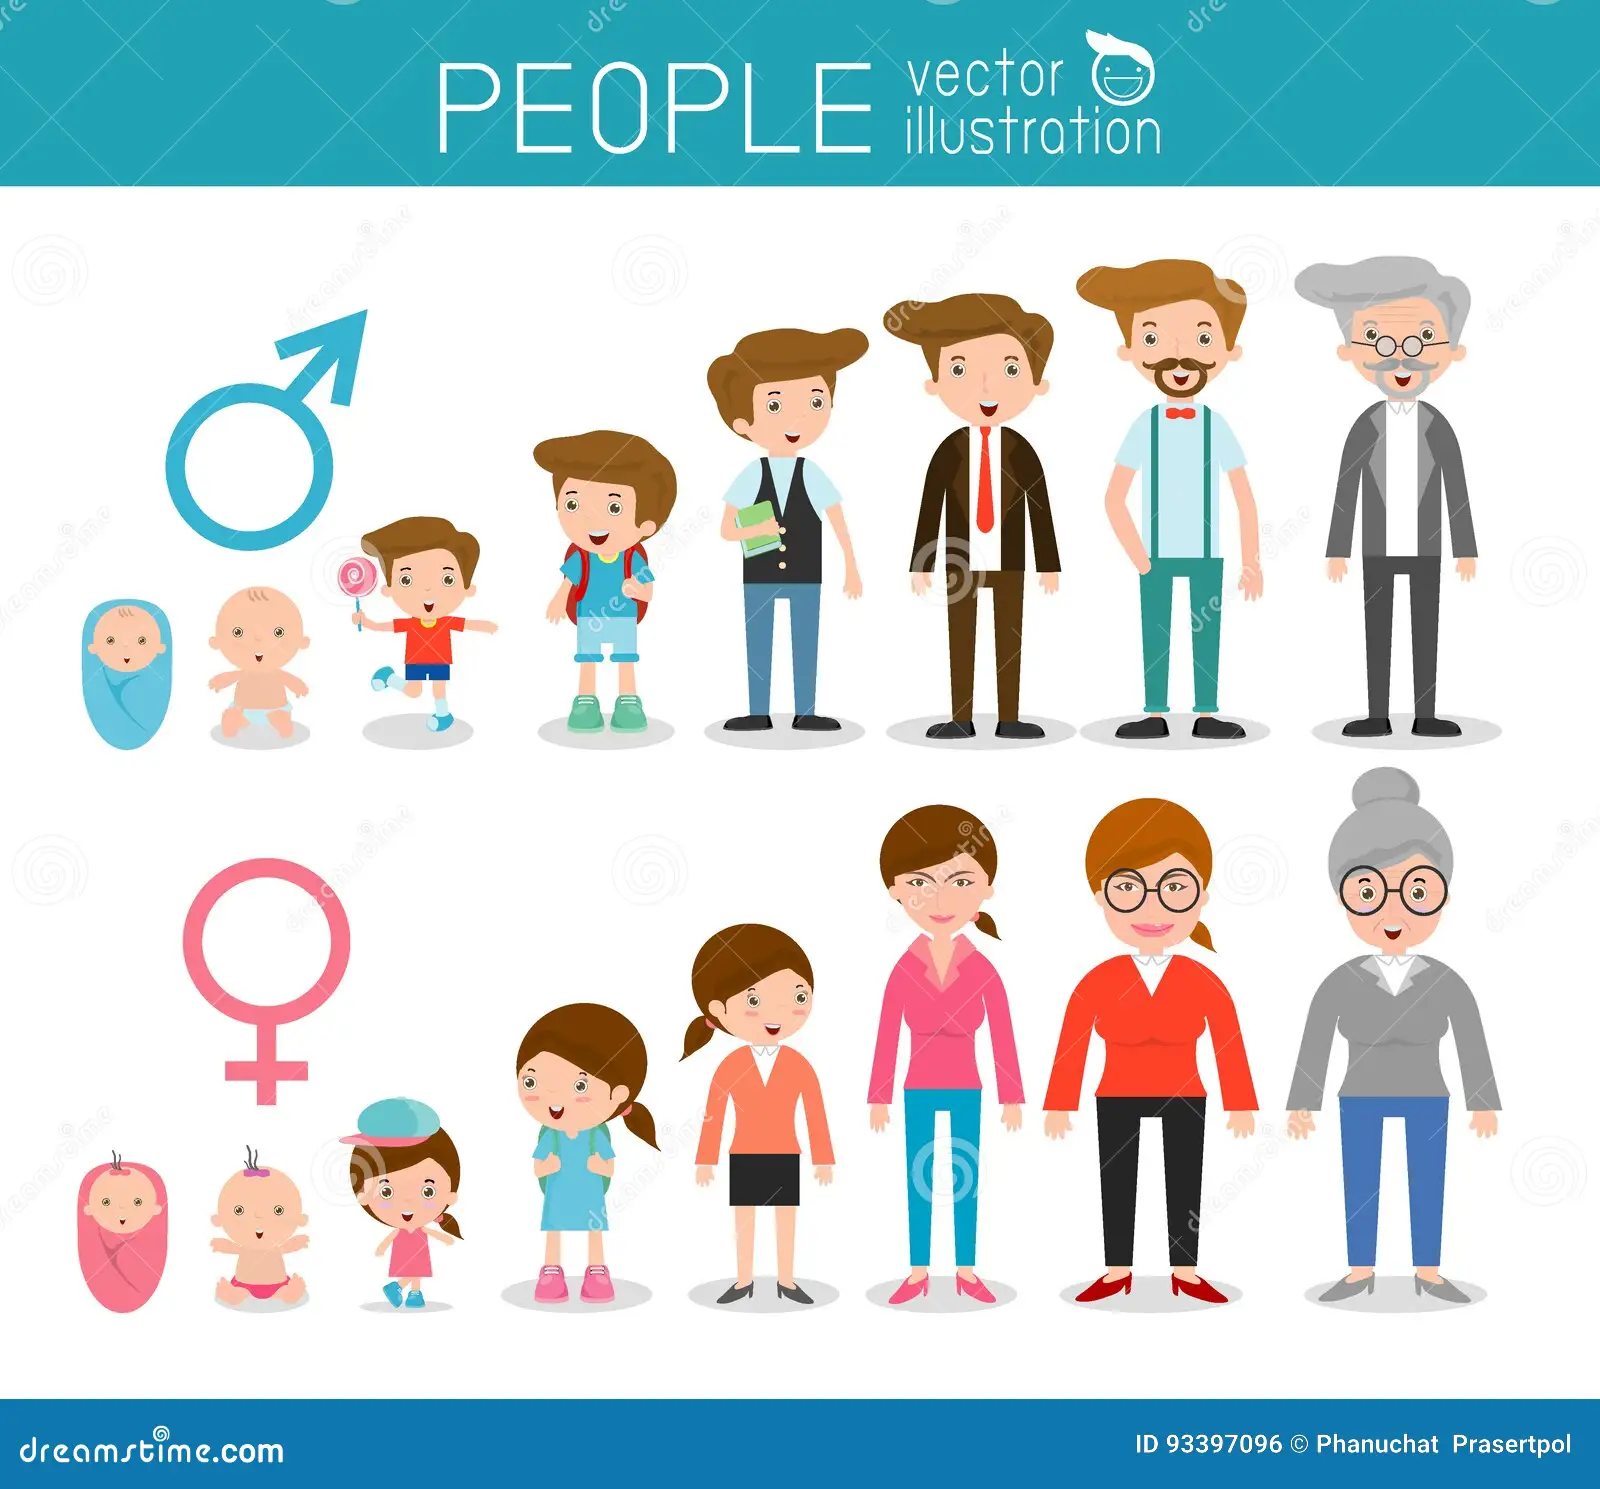 PEOPLE vector
illustration
dreamstime.com
ID 93397096 © Phanuchat Prasertpol